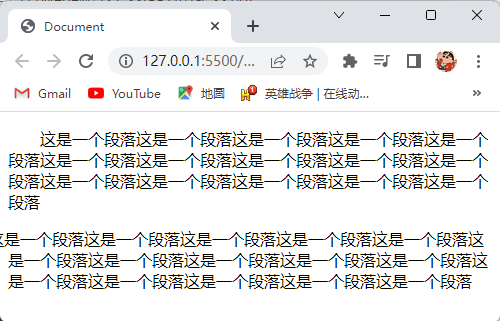 Document
127.0.0.1:5500/...
Gmail YouTube 地圖 英雄战争 | 在线动...
这是一个段落这是一个段落这是一个段落这是一个段落这是一个
段落这是一个段落这是一个段落这是一个段落这是一个段落这是一个
段落这是一个段落这是一个段落这是一个段落这是一个段落这是一个
段落
这是一个段落这是一个段落这是一个段落这是一个段落这是一个段落这
是一个段落这是一个段落这是一个段落这是一个段落这是一个段落这
是一个段落这是一个段落这是一个段落这是一个段落这是一个段落